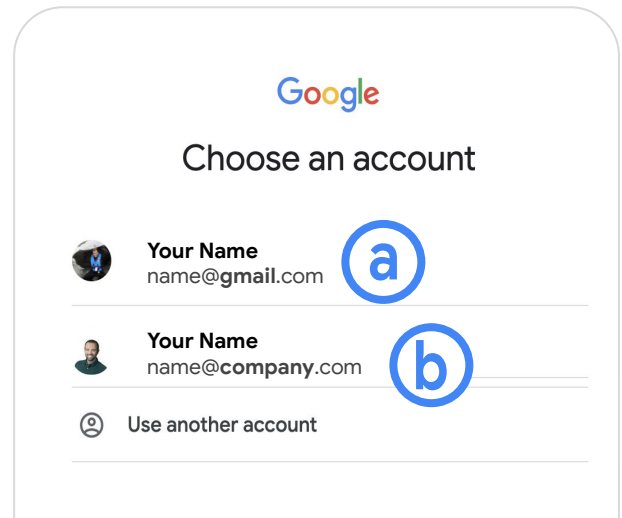 Google
Choose an account
Your Name
name@gmail.com
a
Your Name
name@company.com
b
Use another account